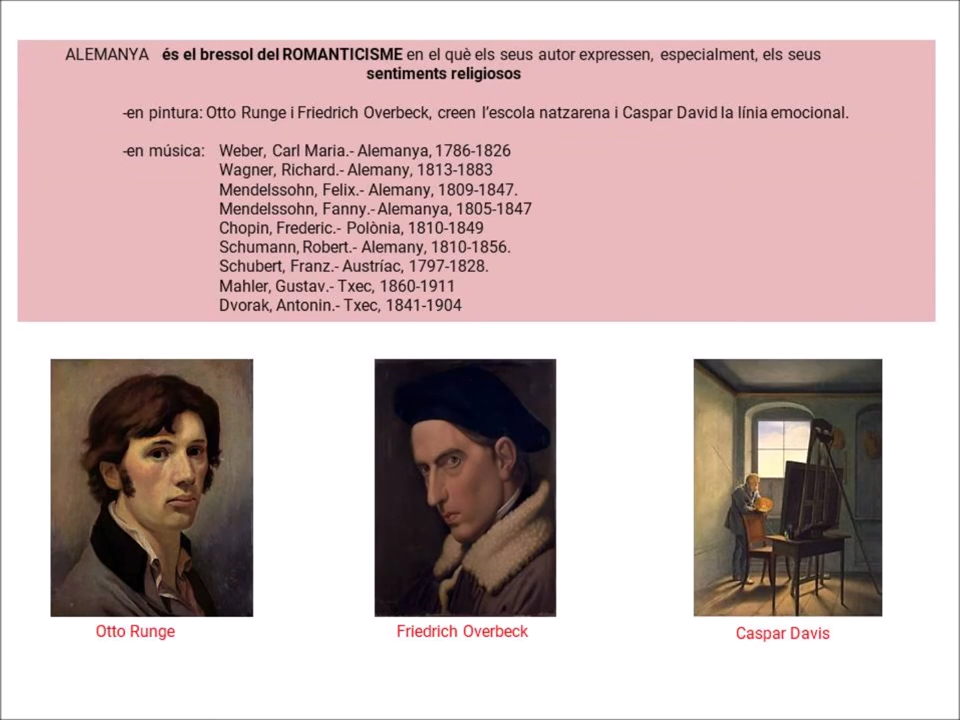 ALEMANYA és el bressol del ROMANTICISME en el què els seus autor expressen, especialment, els seus
sentiments religiosos
-en pintura: Otto Runge i Friedrich Overbeck, creen l'escola natzarena i Caspar David la línia emocional.
-en música: Weber, Carl Maria.- Alemanya, 1786-1826
Wagner, Richard.- Alemany, 1813-1883
Mendelssohn, Felix.- Alemany, 1809-1847.
Mendelssohn, Fanny.- Alemanya, 1805-1847
Chopin, Frederic.- Polònia, 1810-1849
Schumann, Robert.- Alemany, 1810-1856.
Schubert, Franz.- Austríac, 1797-1828.
Mahler, Gustav.- Txec, 1860-1911
Dvorak, Antonin.- Txec, 1841-1904
Otto Runge
Friedrich Overbeck
Caspar Davis